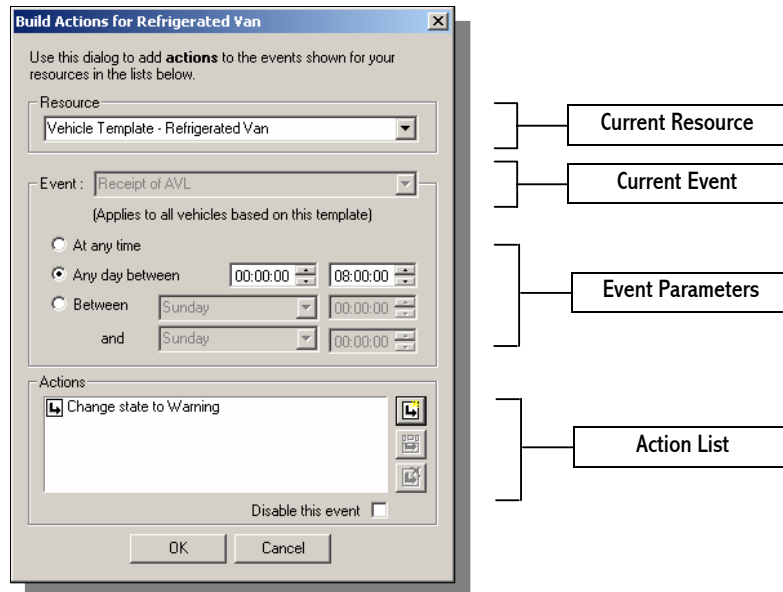 Build Actions for Refrigerated Van
Use this dialog to add actions to the events shown for your
resources in the lists below.
Resource
Vehicle Template - Refrigerated Van
Current Resource
Event : Receipt of AVL
Current Event
(Applies to all vehicles based on this template)
At any time
Any day between 00:00:00 08:00:00
Between Sunday 00:00:00
and Sunday 00:00:00
Event Parameters
Actions
Change state to Warning
Action List
Disable this event
OK Cancel